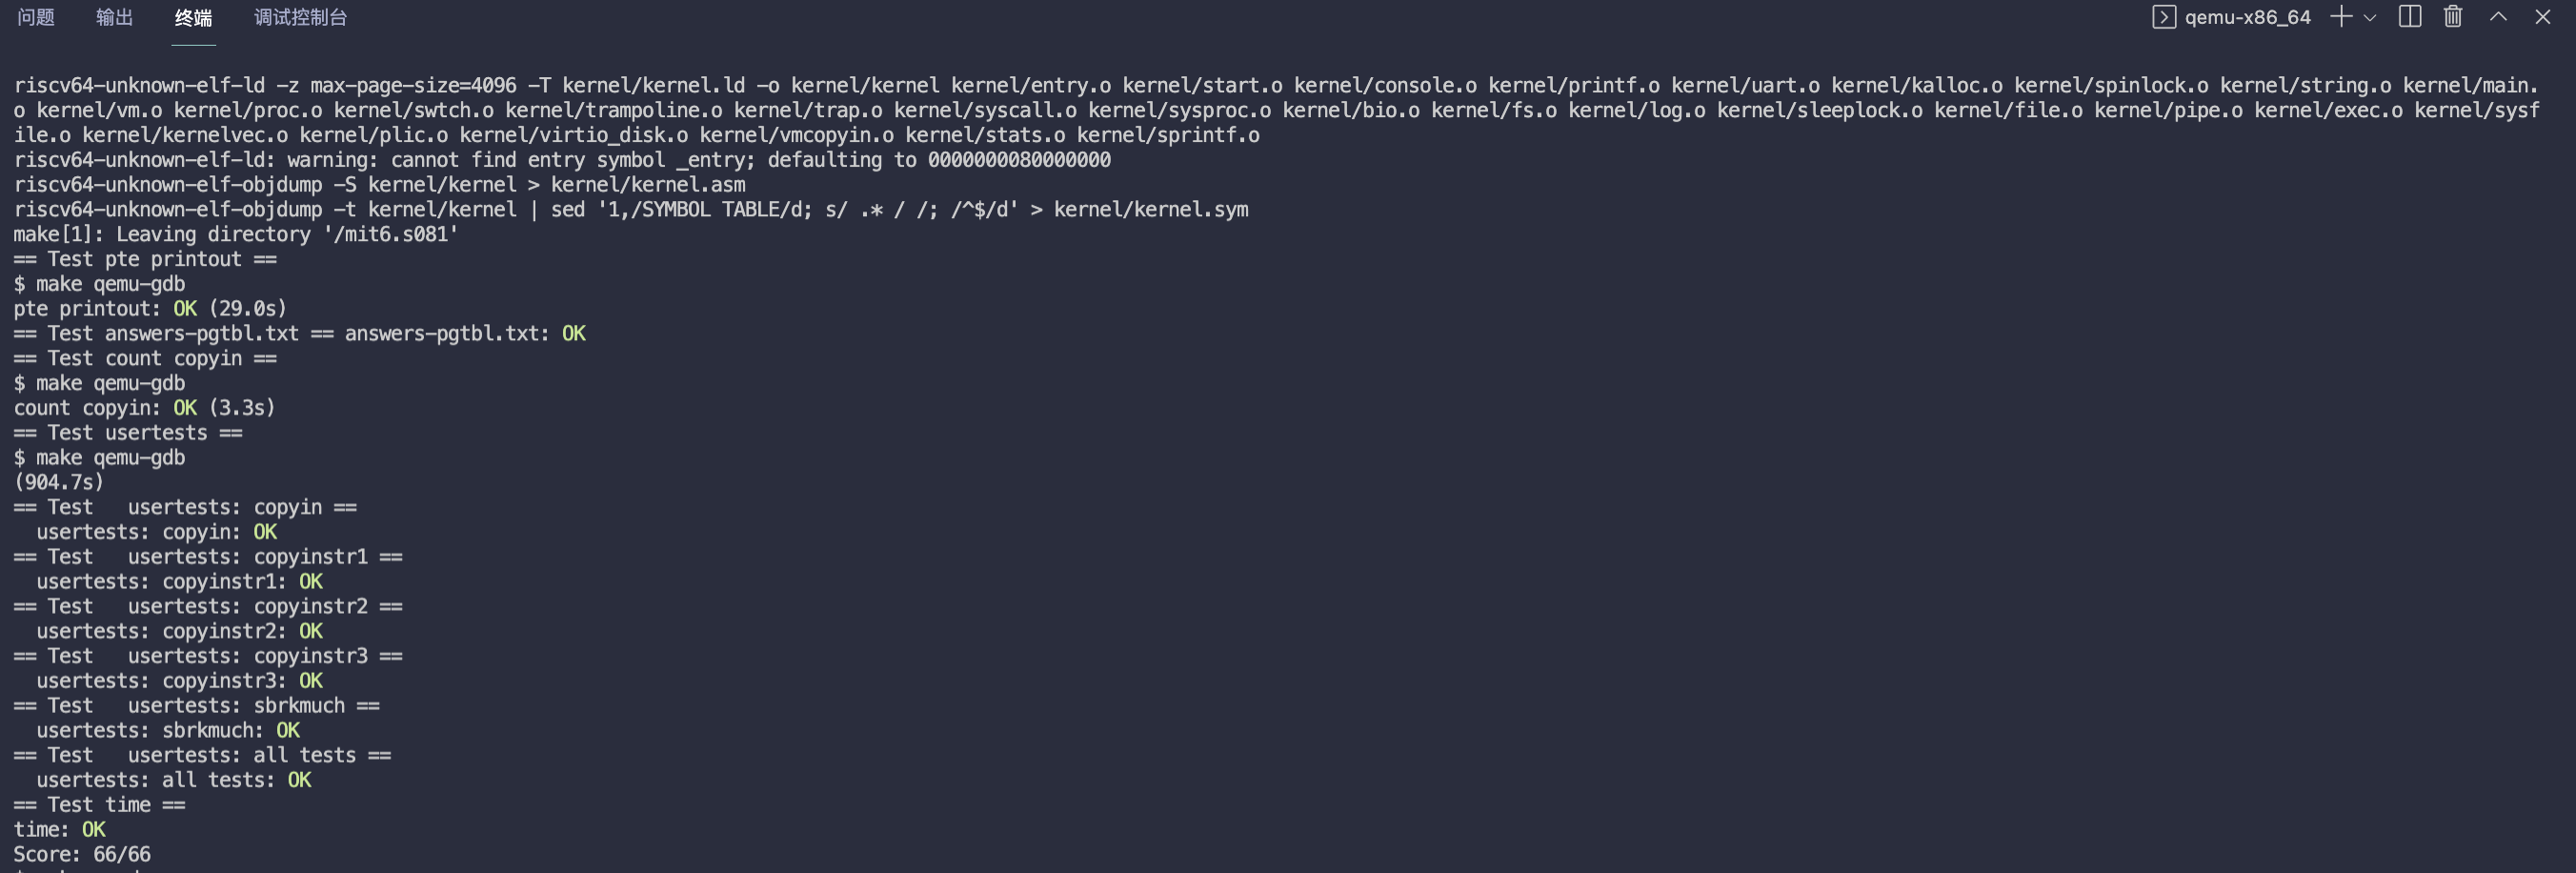 问题 输出 终端 调试控制台 qemu-x86_64
riscv64-unknown-elf-ld -z max-page-size=4096 -T kernel/kernel.ld -o kernel/kernel kernel/entry.o kernel/start.o kernel/console.o kernel/printf.o kernel/uart.o kernel/kalloc.o kernel/spinlock.o kernel/string.o kernel/main.
o kernel/vm.o kernel/proc.o kernel/swtch.o kernel/trampoline.o kernel/trap.o kernel/syscall.o kernel/sysproc.o kernel/bio.o kernel/fs.o kernel/log.o kernel/sleeplock.o kernel/file.o kernel/pipe.o kernel/exec.o kernel/sysf
ile.o kernel/kernelvec.o kernel/plic.o kernel/virtio_disk.o kernel/vmcopyin.o kernel/stats.o kernel/sprintf.o
riscv64-unknown-elf-ld: warning: cannot find entry symbol _entry; defaulting to 0000000080000000
riscv64-unknown-elf-objdump -S kernel/kernel > kernel/kernel.asm
riscv64-unknown-elf-objdump -t kernel/kernel | sed '1,/SYMBOL TABLE/d; s/ .* / /; /^$/d' > kernel/kernel.sym
make[1]: Leaving directory '/mit6.s081'
== Test pte printout ==
$ make qemu-gdb
pte printout: OK (29.0s)
== Test answers-pgtbl.txt == answers-pgtbl.txt: OK
== Test count copyin ==
$ make qemu-gdb
count copyin: OK (3.3s)
== Test usertests ==
$ make qemu-gdb
(904.7s)
== Test   usertests: copyin ==
  usertests: copyin: OK
== Test   usertests: copyinstr1 ==
  usertests: copyinstr1: OK
== Test   usertests: copyinstr2 ==
  usertests: copyinstr2: OK
== Test   usertests: copyinstr3 ==
  usertests: copyinstr3: OK
== Test   usertests: sbrkmuch ==
  usertests: sbrkmuch: OK
== Test   usertests: all tests ==
  usertests: all tests: OK
== Test time ==
time: OK
Score: 66/66